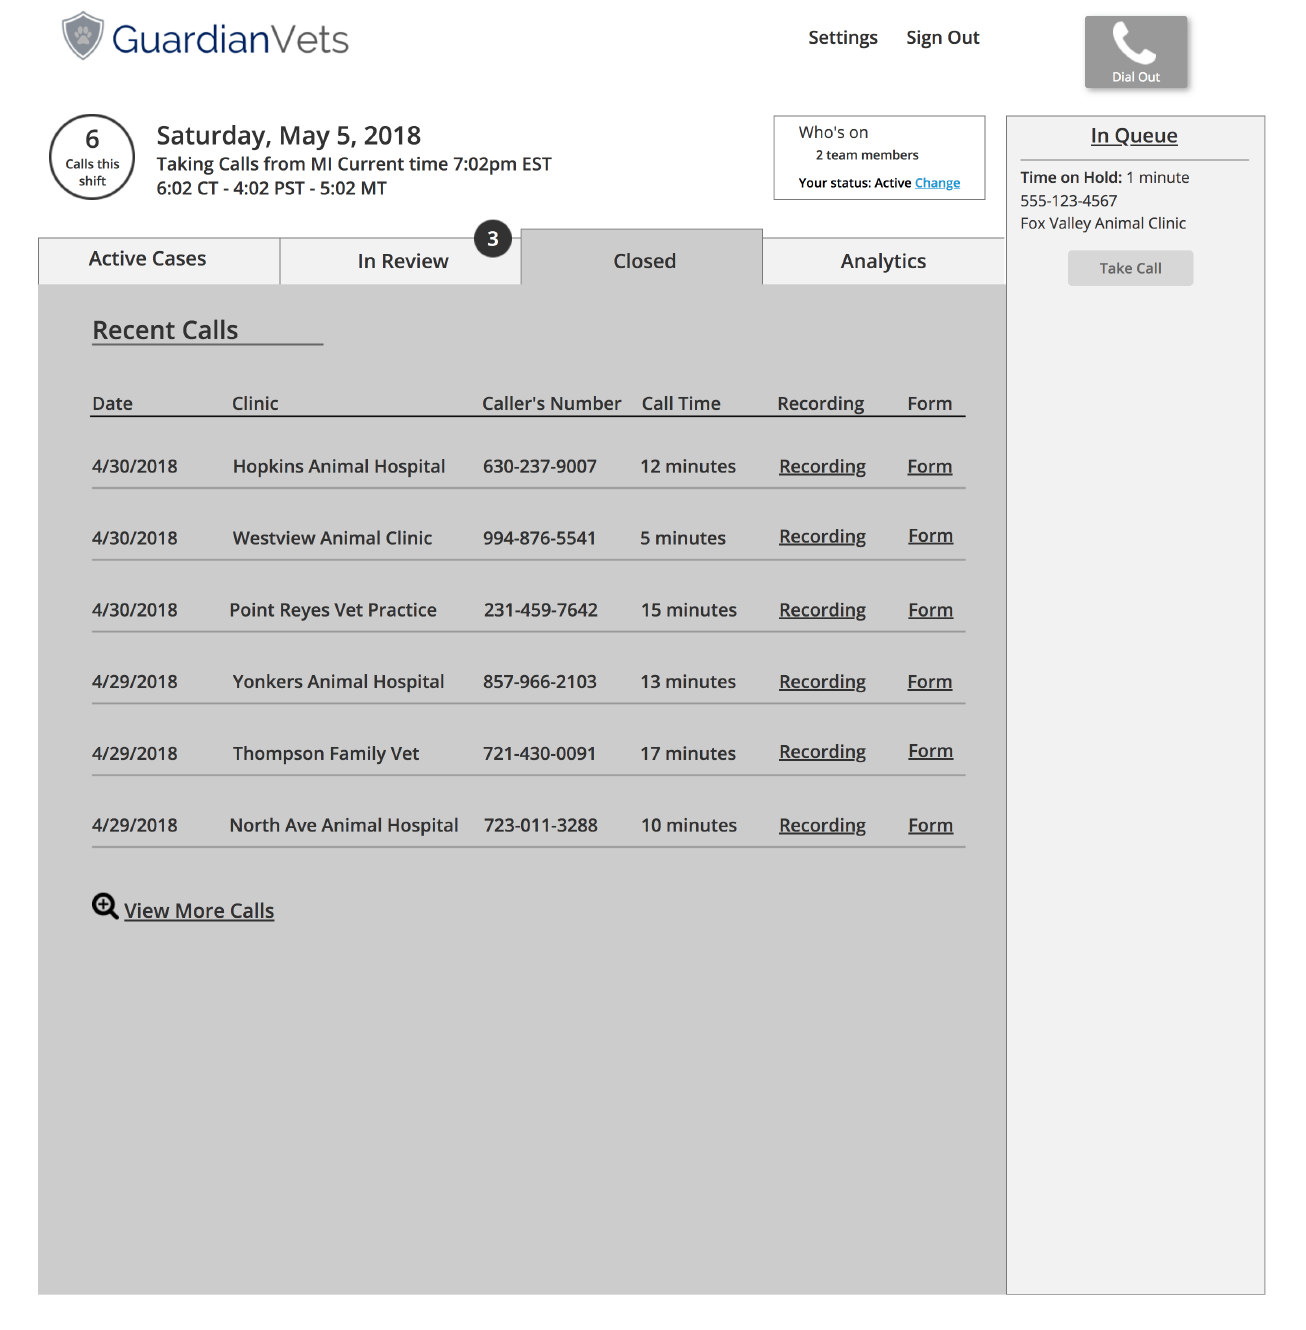 GuardianVets
Settings Sign Out
Dial Out
6
Calls this
shift
Saturday, May 5, 2018
Taking Calls from MI Current time 7:02pm EST
6:02 CT - 4:02 PST - 5:02 MT
Who's on
2 team members
Your status: Active Change
In Queue
Time on Hold: 1 minute
555-123-4567
Fox Valley Animal Clinic
Take Call
Active Cases In Review 3 Closed Analytics
Recent Calls
Date Clinic Caller's Number Call Time Recording Form
4/30/2018 Hopkins Animal Hospital 630-237-9007 12 minutes Recording Form
4/30/2018 Westview Animal Clinic 994-876-5541 5 minutes Recording Form
4/30/2018 Point Reyes Vet Practice 231-459-7642 15 minutes Recording Form
4/29/2018 Yonkers Animal Hospital 857-966-2103 13 minutes Recording Form
4/29/2018 Thompson Family Vet 721-430-0091 17 minutes Recording Form
4/29/2018 North Ave Animal Hospital 723-011-3288 10 minutes Recording Form
View More Calls